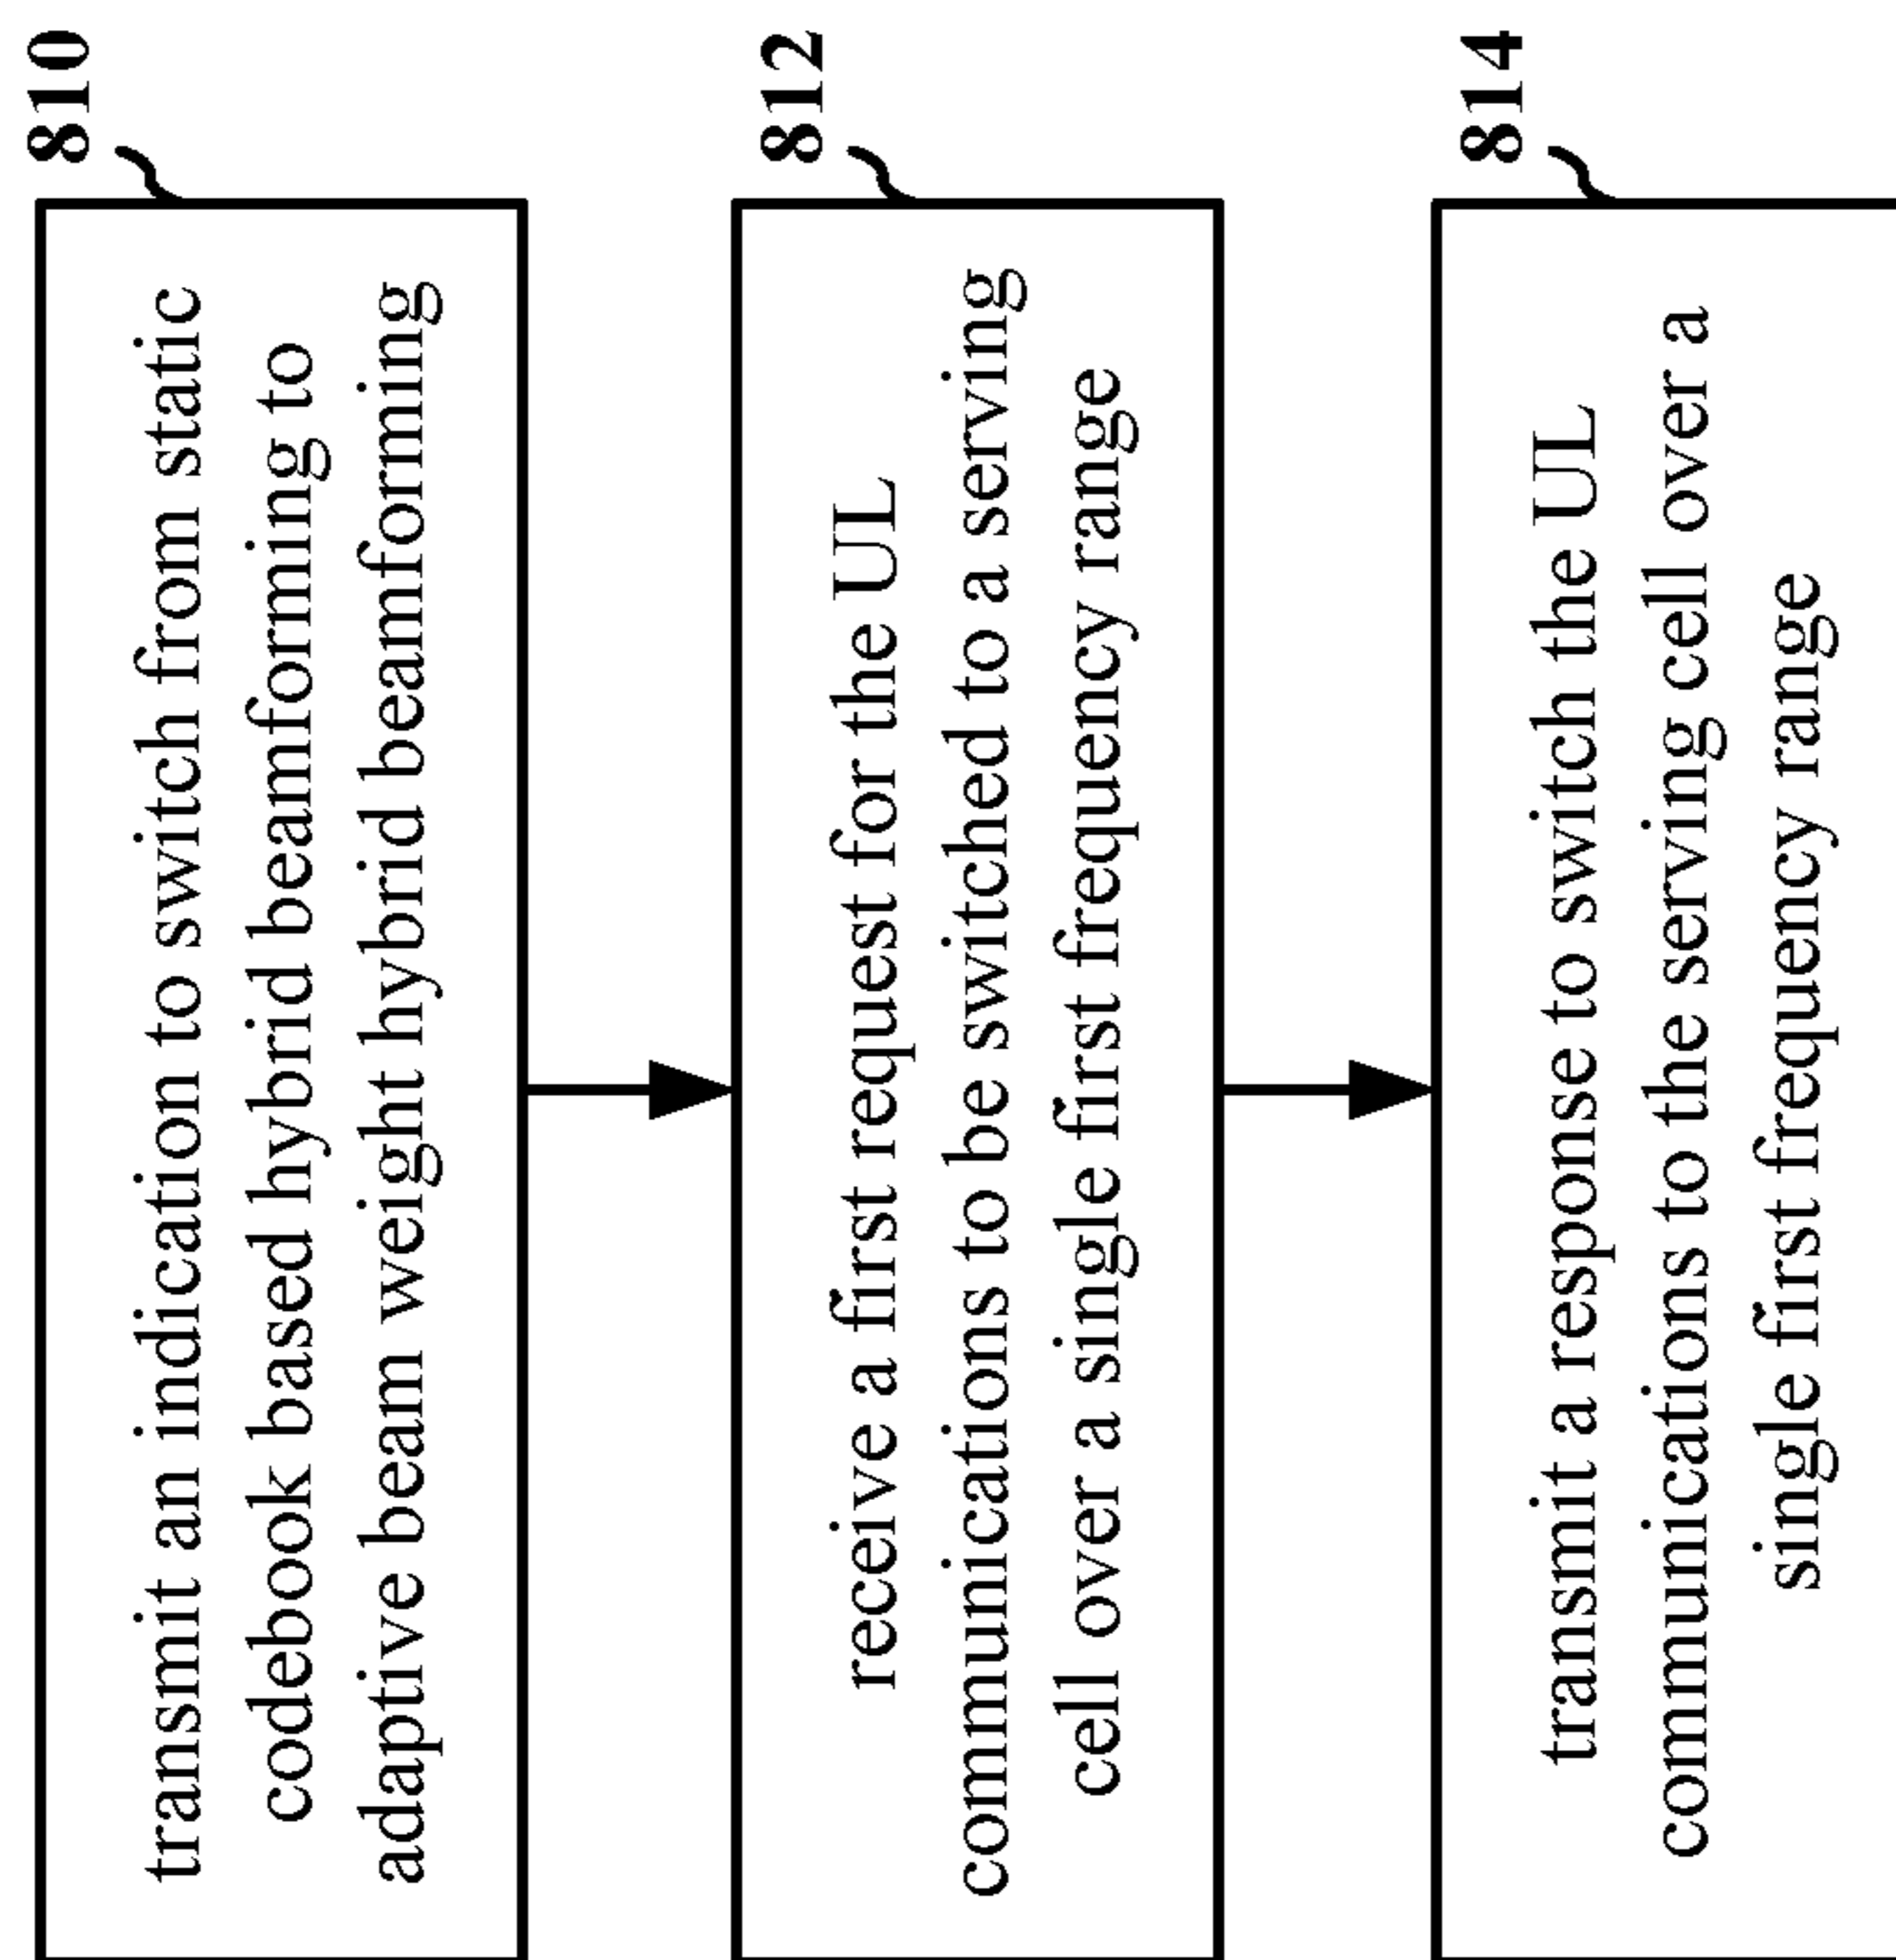 810
transmit an indication to switch from static
codebook based hybrid beamforming to
adaptive beam weight hybrid beamforming
812
receive a first request for the UL
communications to be switched to a serving
cell over a single first frequency range
814
transmit a response to switch the UL
communications to the serving cell over a
single first frequency range